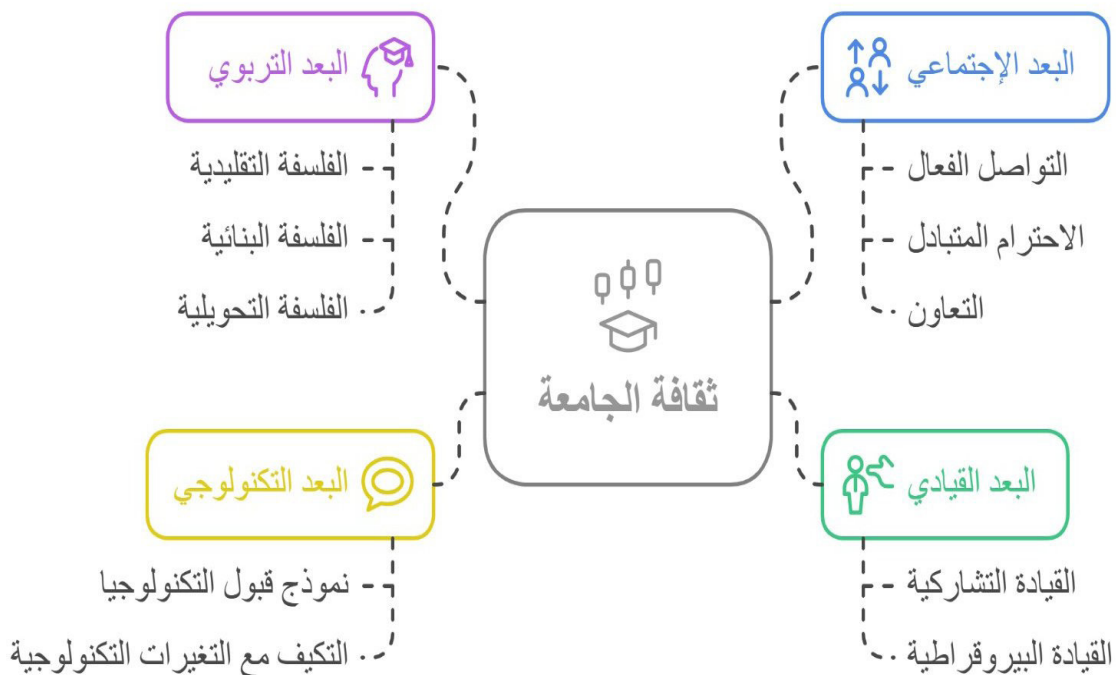 البعد الإجتماعي
التواصل الفعال
الاحترام المتبادل
التعاون
البعد التربوي
الفلسفة التقليدية
الفلسفة البنائية
الفلسفة التحويلية
ثقافة الجامعة
البعد القيادي
القيادة التشاركية
القيادة البيروقراطية
البعد التكنولوجي
نموذج قبول التكنولوجيا
التكيف مع التغيرات التكنولوجية